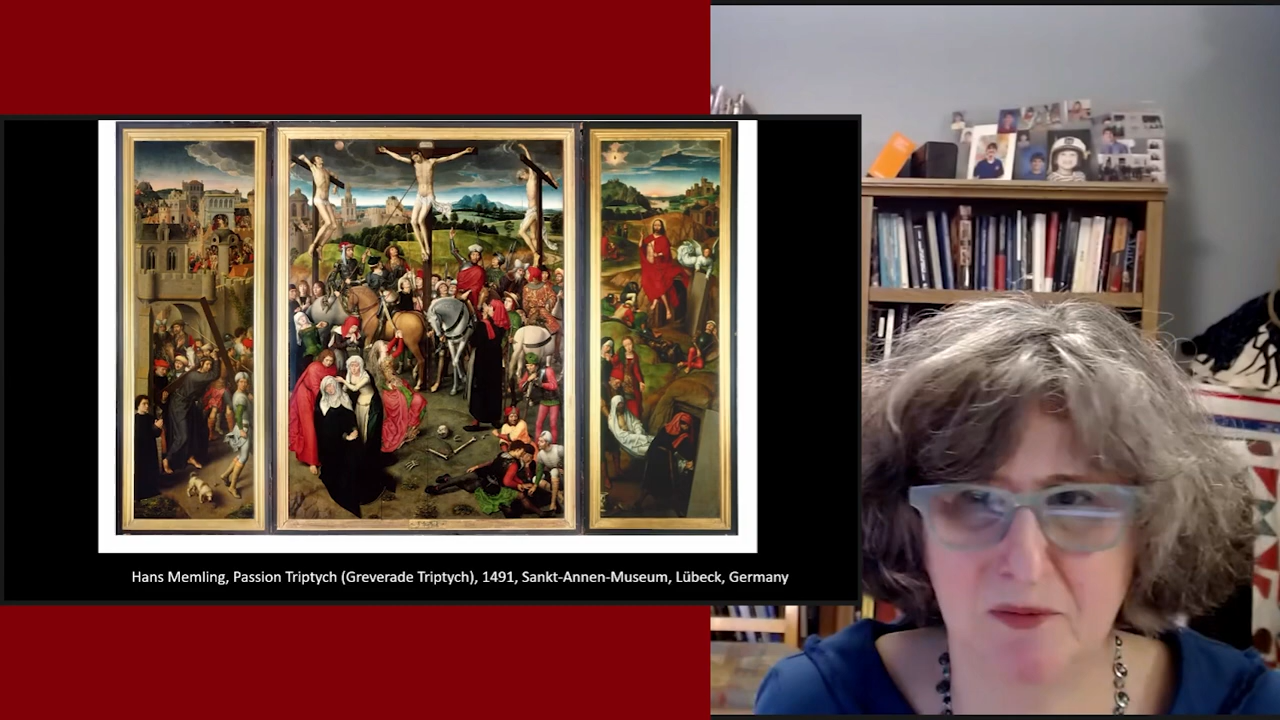 Hans Memling, Passion Triptych (Greverade Triptych), 1491, Sankt-Annen-Museum, Lübeck, Germany